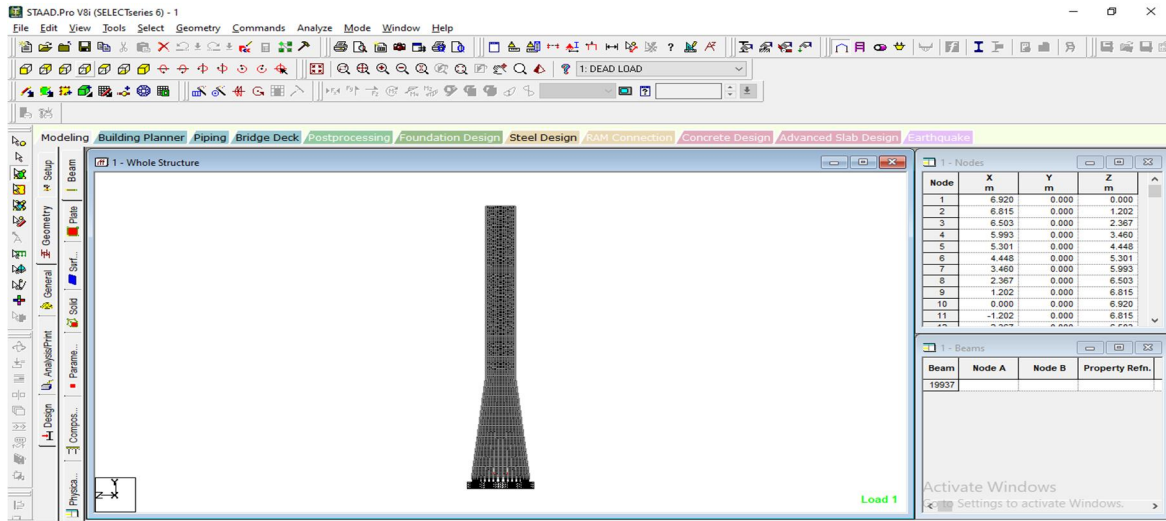 STAAD.Pro V8i (SELECTseries 6) - 1
File Edit View Tools Select Geometry Commands Analyze Mode Window Help
1: DEAD LOAD
Modeling Building Planner Piping Bridge Deck Postprocessing Foundation Design Steel Design RAM Connection Concrete Design Advanced Slab Design Earthquake
Setup
Geometry
General
Analysis/Print
Design
Beam
Plate
Surf...
Solid
Parame...
Compos...
Physica...
1 - Whole Structure
Y
Z X
Load 1
1 - Nodes
Node X m Y m Z m
1 6.920 0.000 0.000
2 6.815 0.000 1.202
3 6.503 0.000 2.367
4 5.993 0.000 3.460
5 5.301 0.000 4.448
6 4.448 0.000 5.301
7 3.460 0.000 5.993
8 2.367 0.000 6.503
9 1.202 0.000 6.815
10 0.000 0.000 6.920
11 -1.202 0.000 6.815
1 - Beams
Beam Node A Node B Property Refn.
19937
Activate Windows
Go to Settings to activate Windows.